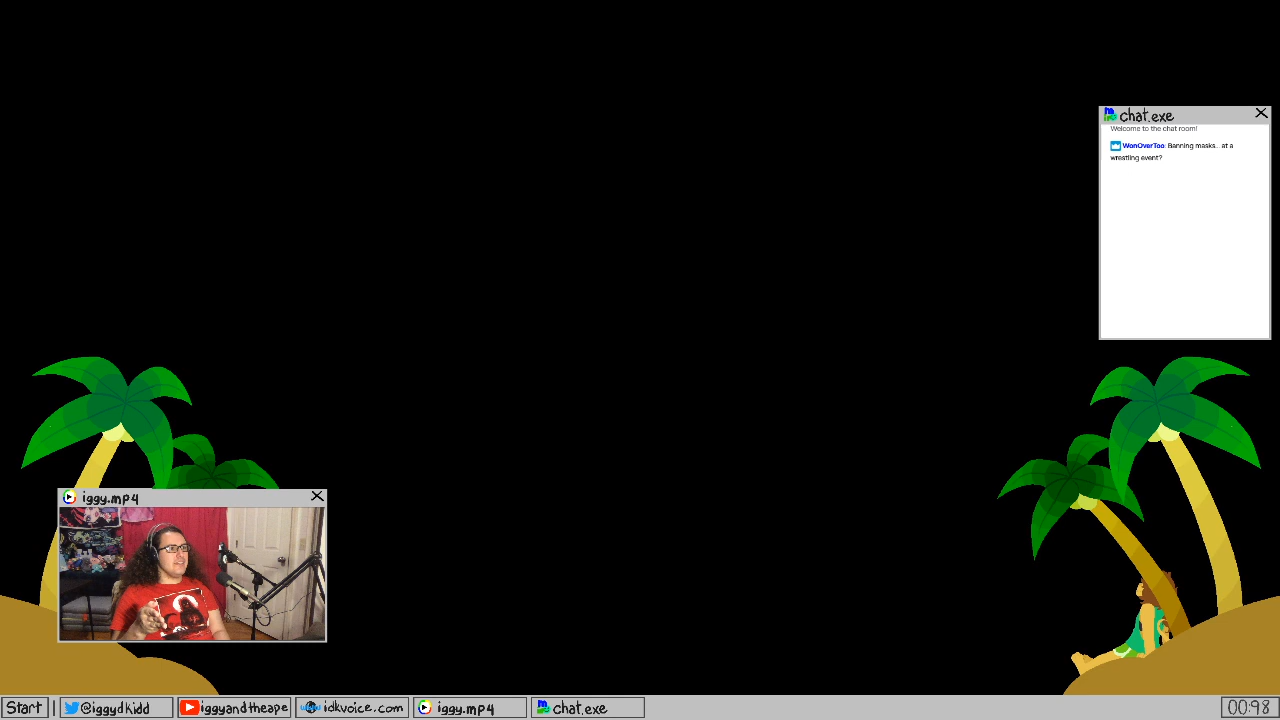 chat.exe
Welcome to the chat room!
WonOverToo: Banning masks... at a
wrestling event?
iggy.mp4
Start | @iggydkidd iggyandtheape www idkvoice.com iggy.mp4 chat.exe 00:98